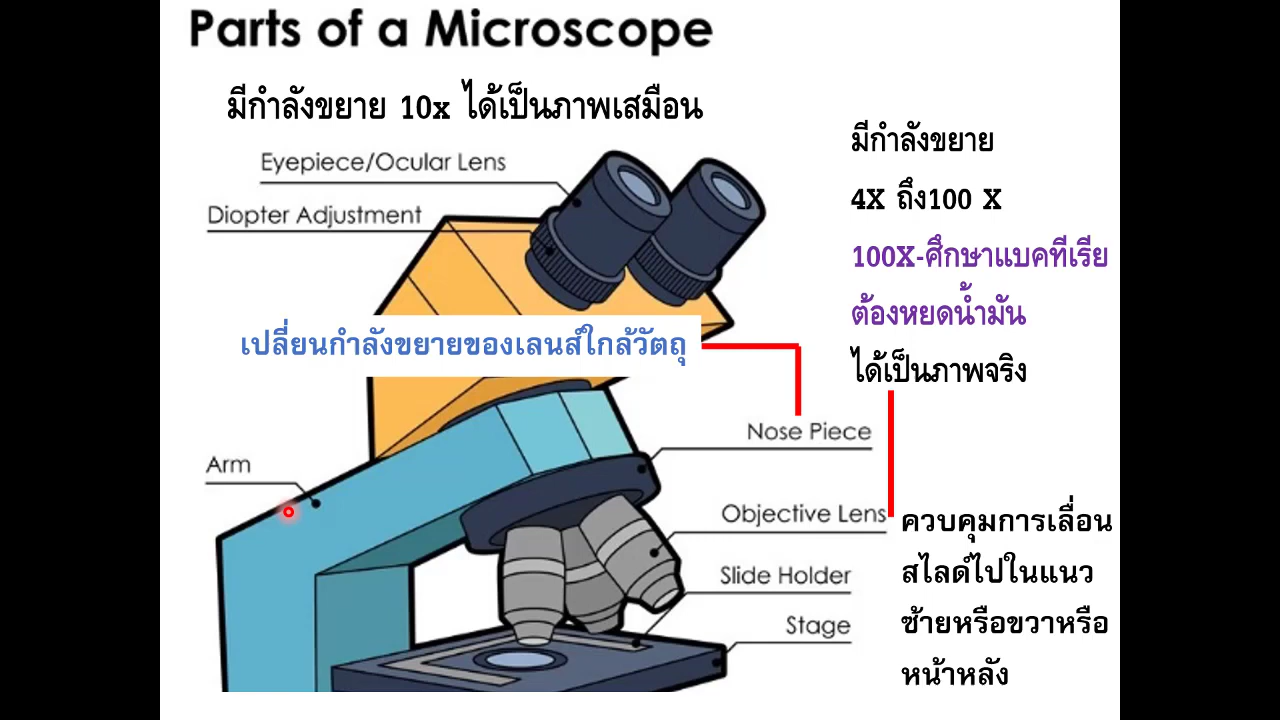 Parts of a Microscope
มีกำลังขยาย 10x ได้เป็นภาพเสมือน
Eyepiece/Ocular Lens
Diopter Adjustment
มีกำลังขยาย
4X ถึง100 X
100X-ศึกษาแบคทีเรีย
ต้องหยดน้ำมัน
ได้เป็นภาพจริง
เปลี่ยนกำลังขยายของเลนส์ใกล้วัตถุ
Nose Piece
Arm
Objective Lens
Slide Holder
Stage
ควบคุมการเลื่อน
สไลด์ไปในแนว
ซ้ายหรือขวาหรือ
หน้าหลัง